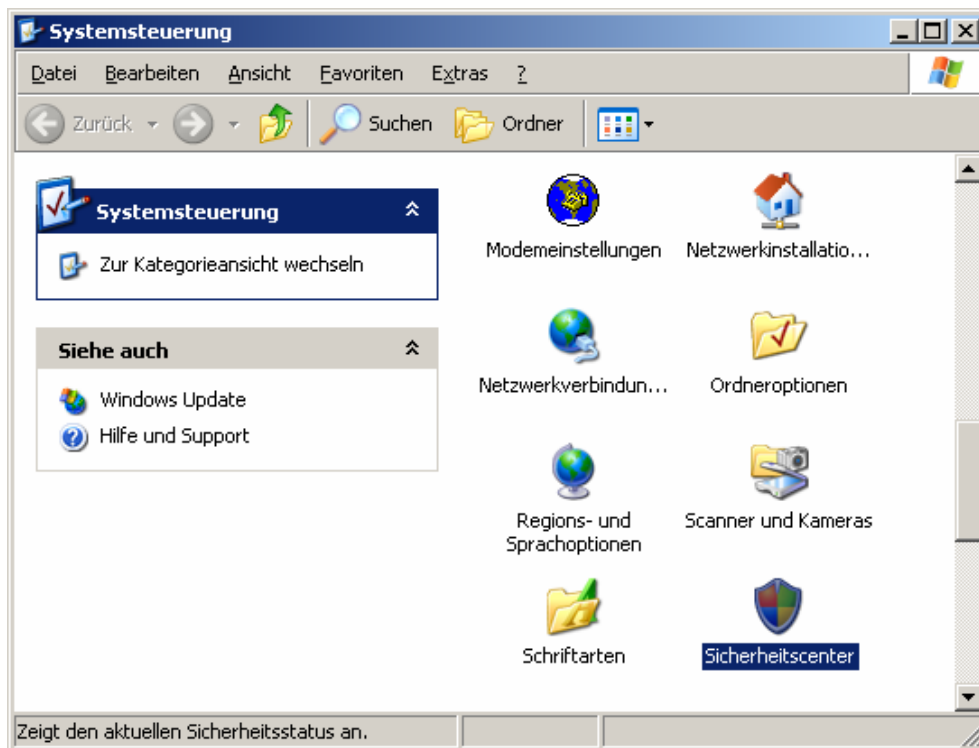 Systemsteuerung
Datei Bearbeiten Ansicht Favoriten Extras ?
Zurück Suchen Ordner
Systemsteuerung
Zur Kategorieansicht wechseln
Siehe auch
Windows Update
Hilfe und Support
Modemeinstellungen
Netzwerkinstallatio...
Netzwerkverbindun...
Ordneroptionen
Regions- und
Sprachoptionen
Scanner und Kameras
Schriftarten
Sicherheitscenter
Zeigt den aktuellen Sicherheitsstatus an.